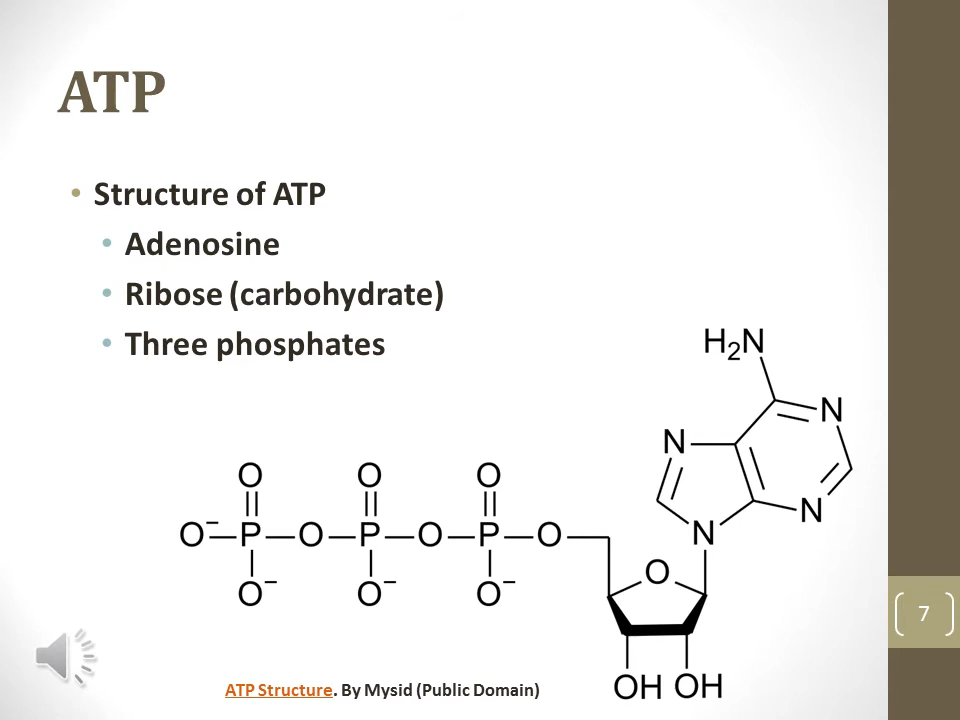 ATP
• Structure of ATP
• Adenosine
• Ribose (carbohydrate)
• Three phosphates
H₂N
N
N
N
N
O O O
O⁻ P O P O P O
O⁻ O⁻ O⁻
O
OH OH
7
ATP Structure. By Mysid (Public Domain)